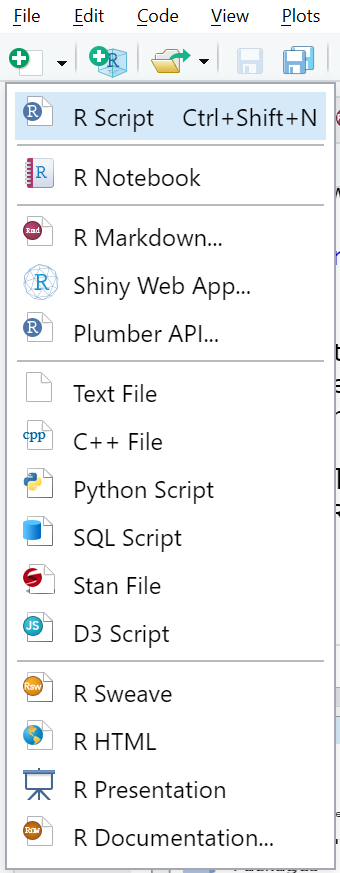 File Edit Code View Plots
R Script Ctrl+Shift+N
R Notebook
R Markdown...
Shiny Web App...
Plumber API...
Text File
C++ File
Python Script
SQL Script
Stan File
D3 Script
R Sweave
R HTML
R Presentation
R Documentation...